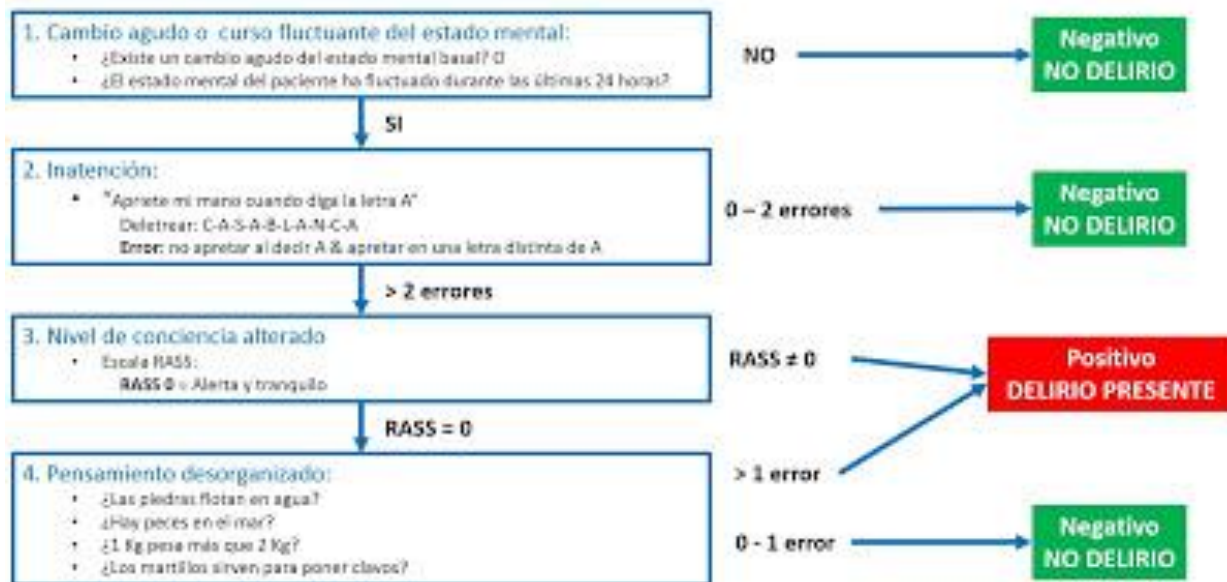 1. Cambio agudo o curso fluctuante del estado mental:
• ¿Existe un cambio agudo del estado mental basal? O
• ¿El estado mental del paciente ha fluctuado durante las últimas 24 horas?
NO
Negativo
NO DELIRIO
SI
2. Inatención:
• "Apriete mi mano cuando diga la letra A"
Deletrear: C-A-S-A-B-L-A-N-C-A
Error: no apretar al decir A & apretar en una letra distinta de A
0 – 2 errores
Negativo
NO DELIRIO
> 2 errores
3. Nivel de conciencia alterado
• Escala RASS:
RASS 0 = Alerta y tranquilo
RASS ≠ 0
Positivo
DELIRIO PRESENTE
RASS = 0
4. Pensamiento desorganizado:
• ¿Las piedras flotan en agua?
• ¿Hay peces en el mar?
• ¿1 Kg pesa más que 2 Kg?
• ¿Los martillos sirven para poner clavos?
> 1 error
0 - 1 error
Negativo
NO DELIRIO